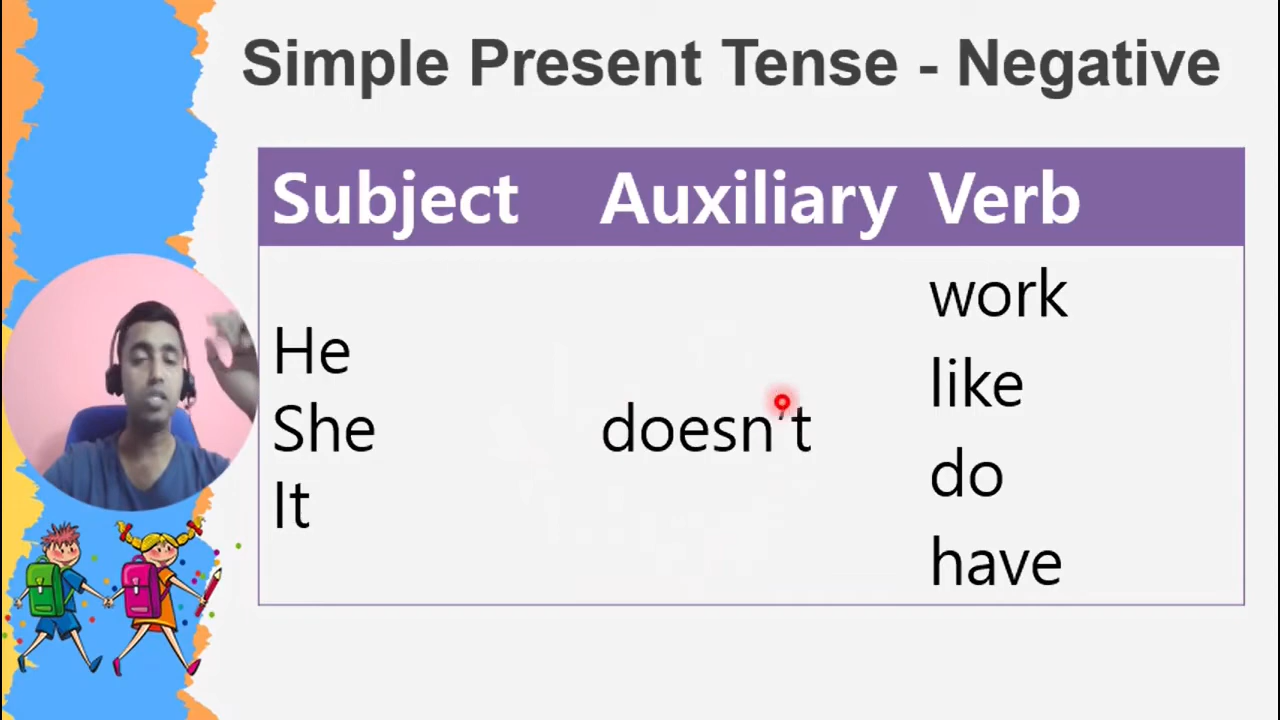 Simple Present Tense - Negative
Subject Auxiliary Verb
He
She
It
doesn't
work
like
do
have